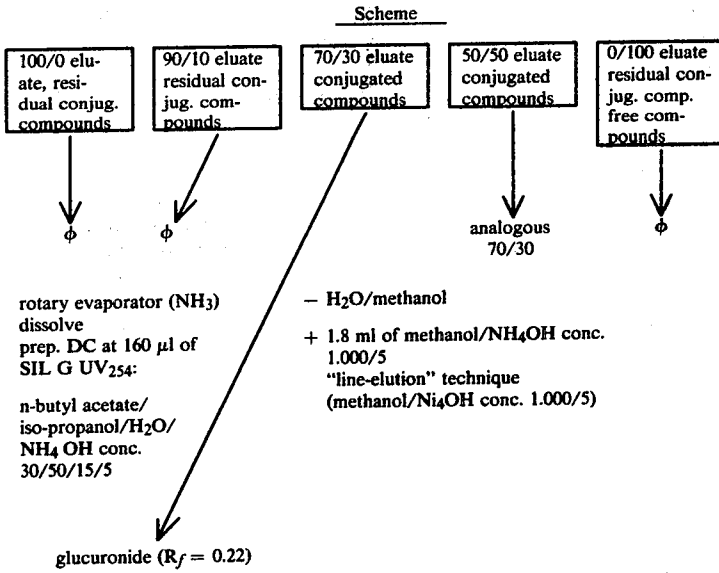 Scheme
100/0 elu-
ate, resi-
dual conjug.
compounds
90/10 eluate
residual con-
jug. com-
pounds
70/30 eluate
conjugated
compounds
50/50 eluate
conjugated
compounds
0/100 eluate
residual con-
jug. comp.
free com-
pounds
ϕ
ϕ
analogous
70/30
ϕ
rotary evaporator (NH3)
dissolve
prep. DC at 160 µl of
SIL G UV254:
n-butyl acetate/
iso-propanol/H2O/
NH4 OH conc.
30/50/15/5
− H2O/methanol
+ 1.8 ml of methanol/NH4OH conc.
1.000/5
“line-elution” technique
(methanol/Ni4OH conc. 1.000/5)
glucuronide (Rf = 0.22)